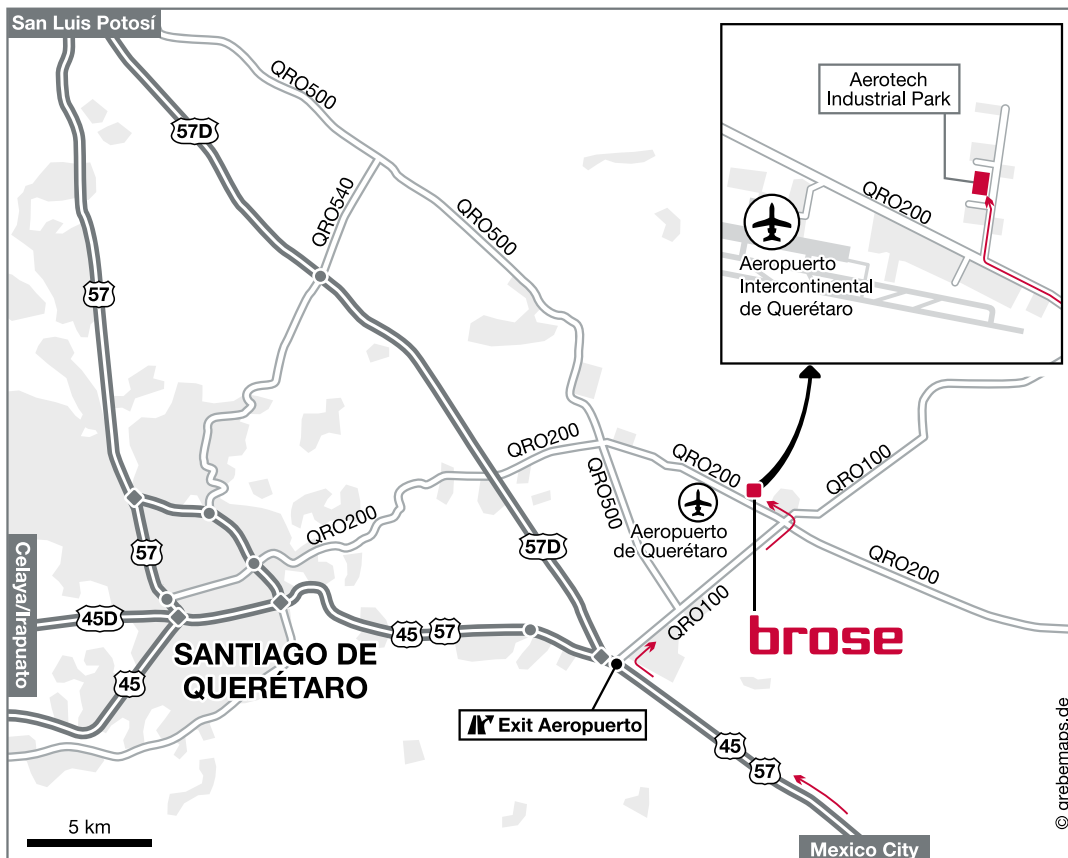 San Luis Potosí
QRO500
57D
QRO540
QRO500
57
Aerotech
Industrial Park
QRO200
Aeropuerto
Intercontinental
de Querétaro
QRO200
QRO200
QRO100
QRO500
Aeropuerto
de Querétaro
QRO200
57
57D
QRO200
Celaya/Irapuato
45D
45
57
QRO100
brose
SANTIAGO DE
QUERÉTARO
45
Exit Aeropuerto
45
57
5 km
Mexico City
© grebemaps.de